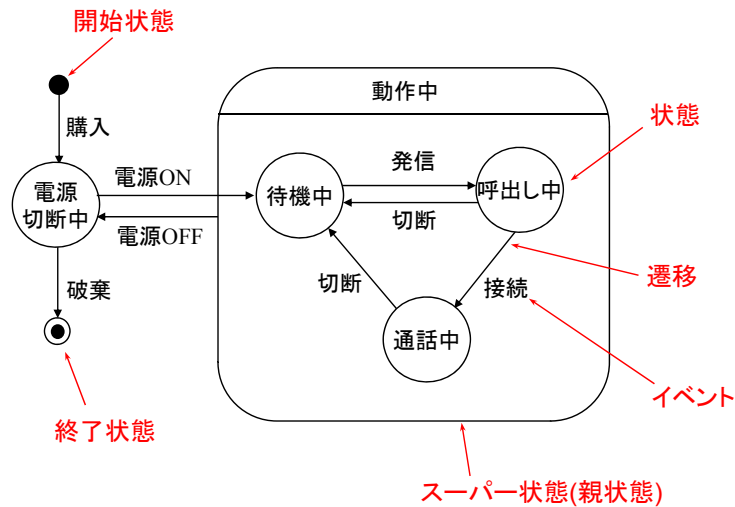 開始状態
動作中
購入
状態
電源ON
発信
電源
切断中
待機中
呼出し中
電源OFF
切断
遷移
切断
接続
破棄
通話中
イベント
終了状態
スーパー状態(親状態)